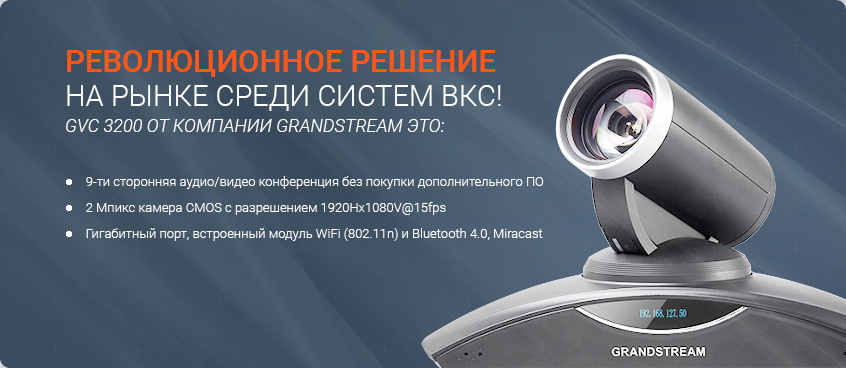 РЕВОЛЮЦИОННОЕ РЕШЕНИЕ
НА РЫНКЕ СРЕДИ СИСТЕМ ВКС!
GVC 3200 ОТ КОМПАНИИ GRANDSTREAM ЭТО:
• 9-ти сторонняя аудио/видео конференция без покупки дополнительного ПО
• 2 Мпикс камера CMOS с разрешением 1920Hx1080V@15fps
• Гигабитный порт, встроенный модуль WiFi (802.11n) и Bluetooth 4.0, Miracast
192.168.127.50
GRANDSTREAM